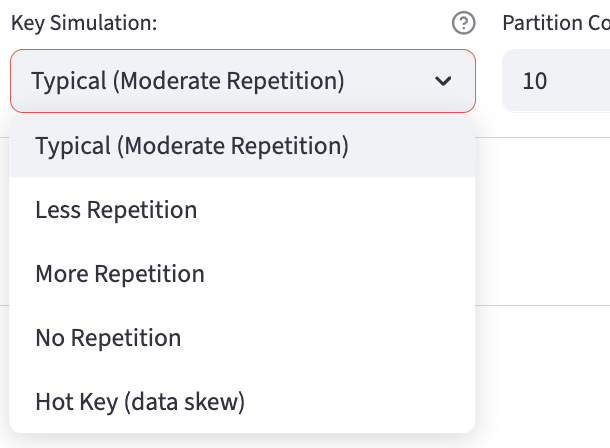 Key Simulation:
Partition Co
Typical (Moderate Repetition)
10
Typical (Moderate Repetition)
Less Repetition
More Repetition
No Repetition
Hot Key (data skew)